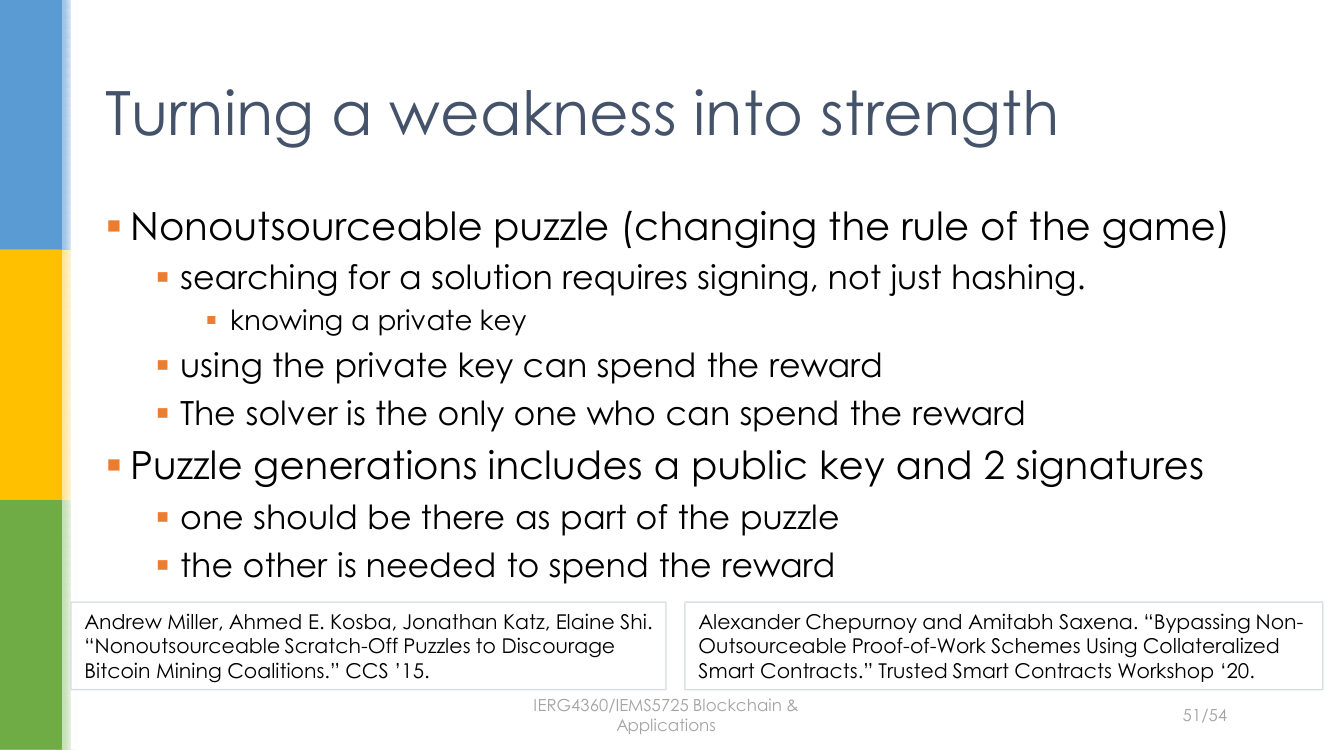 Turning a weakness into strength
Nonoutsourceable puzzle (changing the rule of the game)
searching for a solution requires signing, not just hashing.
knowing a private key
using the private key can spend the reward
The solver is the only one who can spend the reward
Puzzle generations includes a public key and 2 signatures
one should be there as part of the puzzle
the other is needed to spend the reward
Andrew Miller, Ahmed E. Kosba, Jonathan Katz, Elaine Shi.
“Nonoutsourceable Scratch-Off Puzzles to Discourage
Bitcoin Mining Coalitions.” CCS ’15.
Alexander Chepurnoy and Amitabh Saxena. “Bypassing Non-
Outsourceable Proof-of-Work Schemes Using Collateralized
Smart Contracts.” Trusted Smart Contracts Workshop ‘20.
IERG4360/IEMS5725 Blockchain &
Applications
51/54